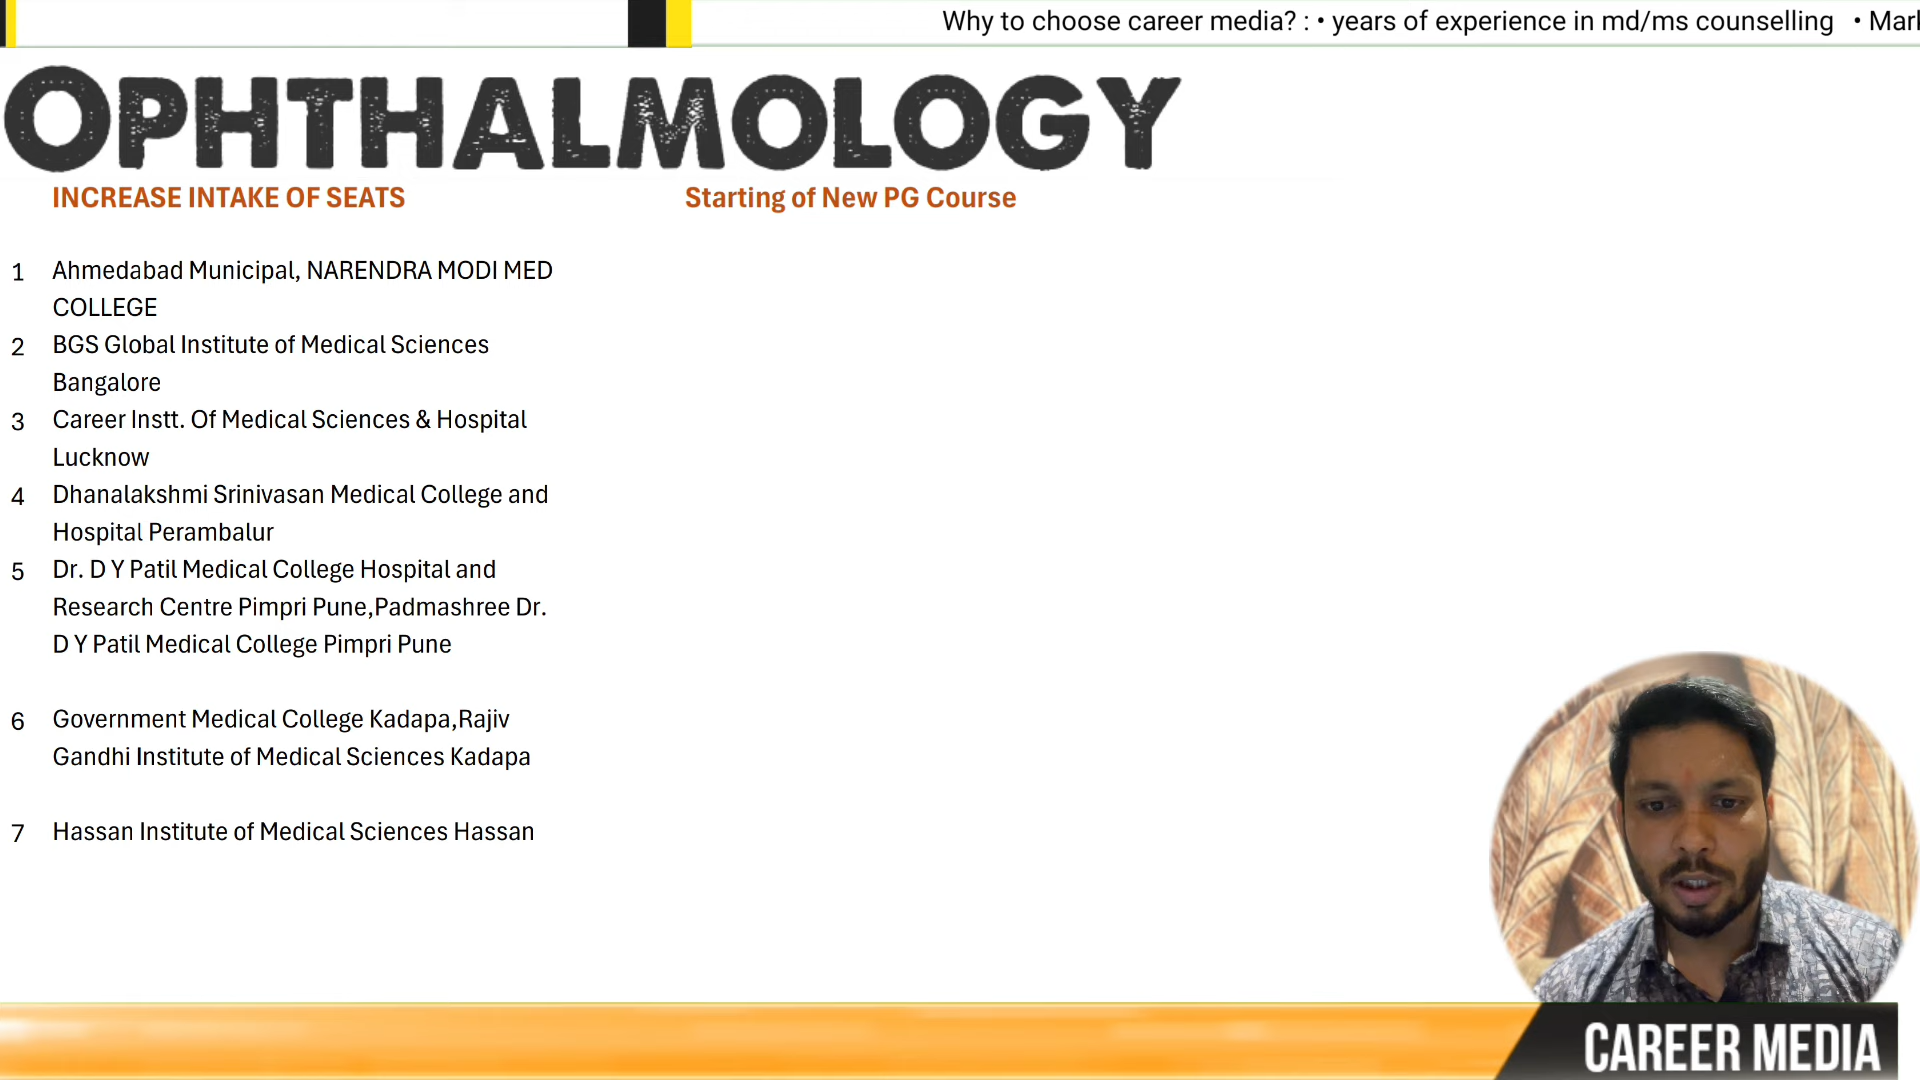 Why to choose career media? : • years of experience in md/ms counselling • Mark
OPHTHALMOLOGY
INCREASE INTAKE OF SEATS
Starting of New PG Course
1 Ahmedabad Municipal, NARENDRA MODI MED
COLLEGE
2 BGS Global Institute of Medical Sciences
Bangalore
3 Career Instt. Of Medical Sciences & Hospital
Lucknow
4 Dhanalakshmi Srinivasan Medical College and
Hospital Perambalur
5 Dr. D Y Patil Medical College Hospital and
Research Centre Pimpri Pune,Padmashree Dr.
D Y Patil Medical College Pimpri Pune
6 Government Medical College Kadapa,Rajiv
Gandhi Institute of Medical Sciences Kadapa
7 Hassan Institute of Medical Sciences Hassan
CAREER MEDIA